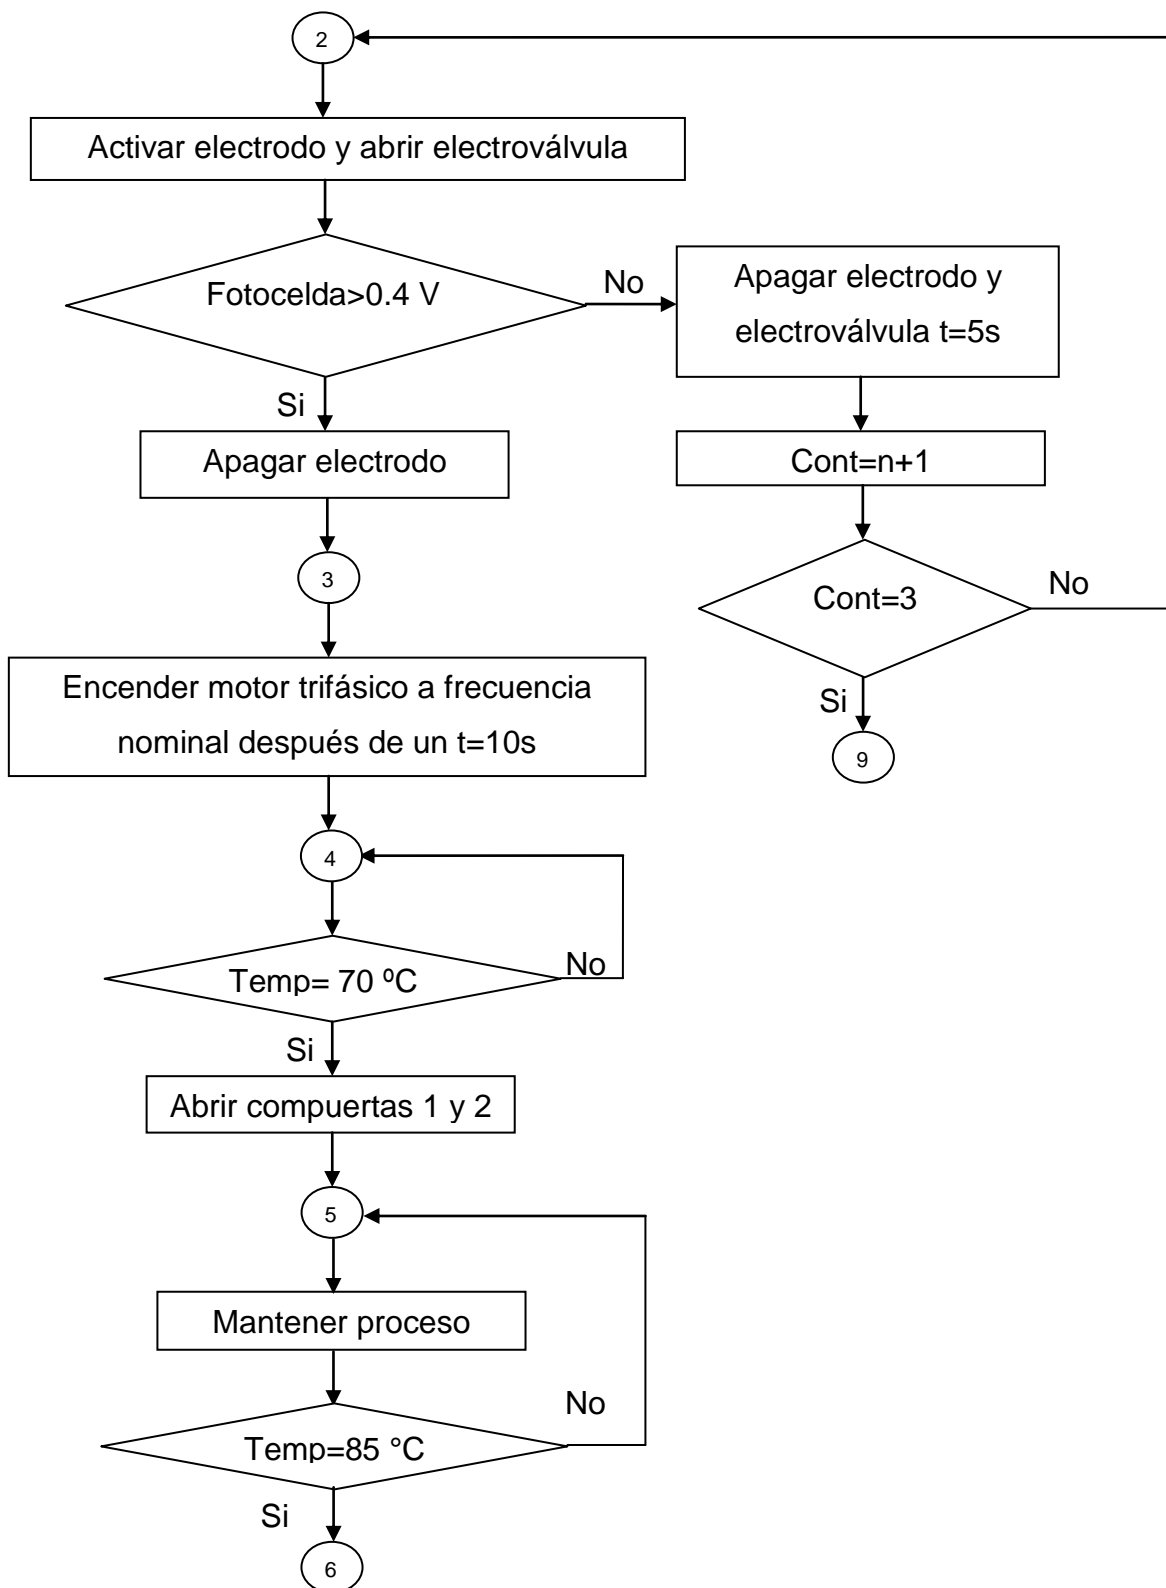 2
Activar electrodo y abrir electroválvula
Fotocelda>0.4 V
No
Apagar electrodo y
electroválvula t=5s
Si
Apagar electrodo
Cont=n+1
3
Cont=3
No
Encender motor trifásico a frecuencia
nominal después de un t=10s
Si
9
4
Temp= 70 ºC
No
Si
Abrir compuertas 1 y 2
5
Mantener proceso
No
Temp=85 °C
Si
6